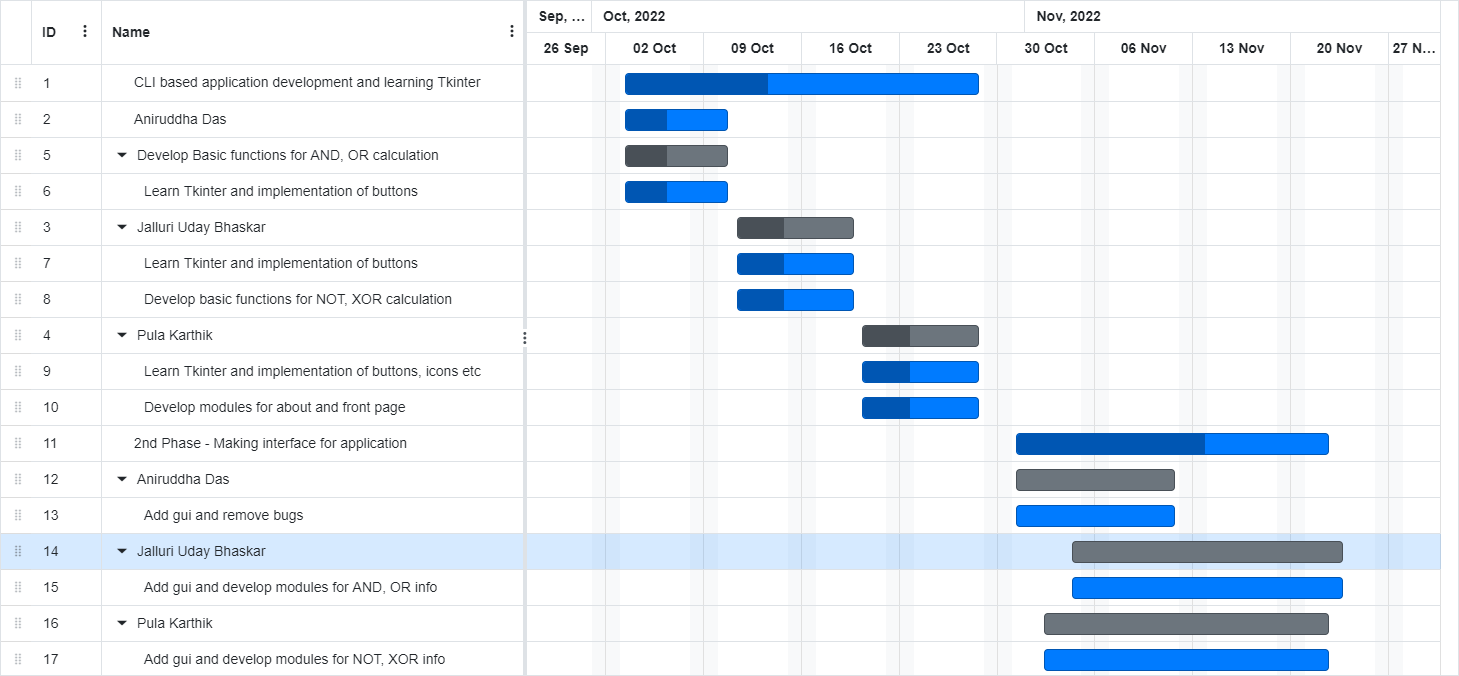 Sep, ... Oct, 2022 Nov, 2022
ID Name
26 Sep 02 Oct 09 Oct 16 Oct 23 Oct 30 Oct 06 Nov 13 Nov 20 Nov 27 N...
1 CLI based application development and learning Tkinter
2 Aniruddha Das
5 Develop Basic functions for AND, OR calculation
6 Learn Tkinter and implementation of buttons
3 Jalluri Uday Bhaskar
7 Learn Tkinter and implementation of buttons
8 Develop basic functions for NOT, XOR calculation
4 Pula Karthik
9 Learn Tkinter and implementation of buttons, icons etc
10 Develop modules for about and front page
11 2nd Phase - Making interface for application
12 Aniruddha Das
13 Add gui and remove bugs
14 Jalluri Uday Bhaskar
15 Add gui and develop modules for AND, OR info
16 Pula Karthik
17 Add gui and develop modules for NOT, XOR info